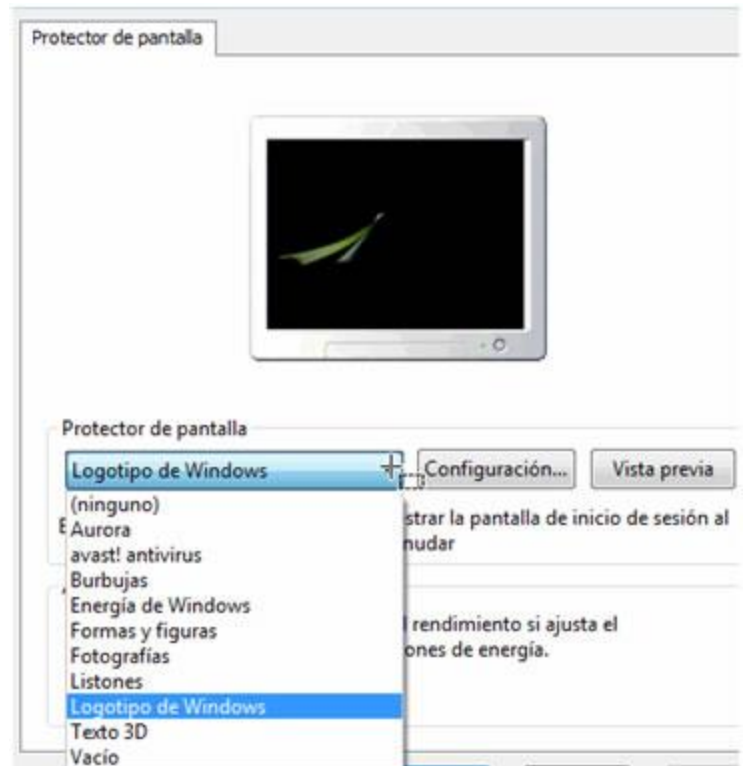 Protector de pantalla
Protector de pantalla
Logotipo de Windows
Configuración...
Vista previa
(ninguno)
Aurora
strar la pantalla de inicio de sesión al
avast! antivirus
nudar
Burbujas
Energía de Windows
Formas y figuras
rendimiento si ajusta el
Fotografías
ones de energía.
Listones
Logotipo de Windows
Texto 3D
Vacío